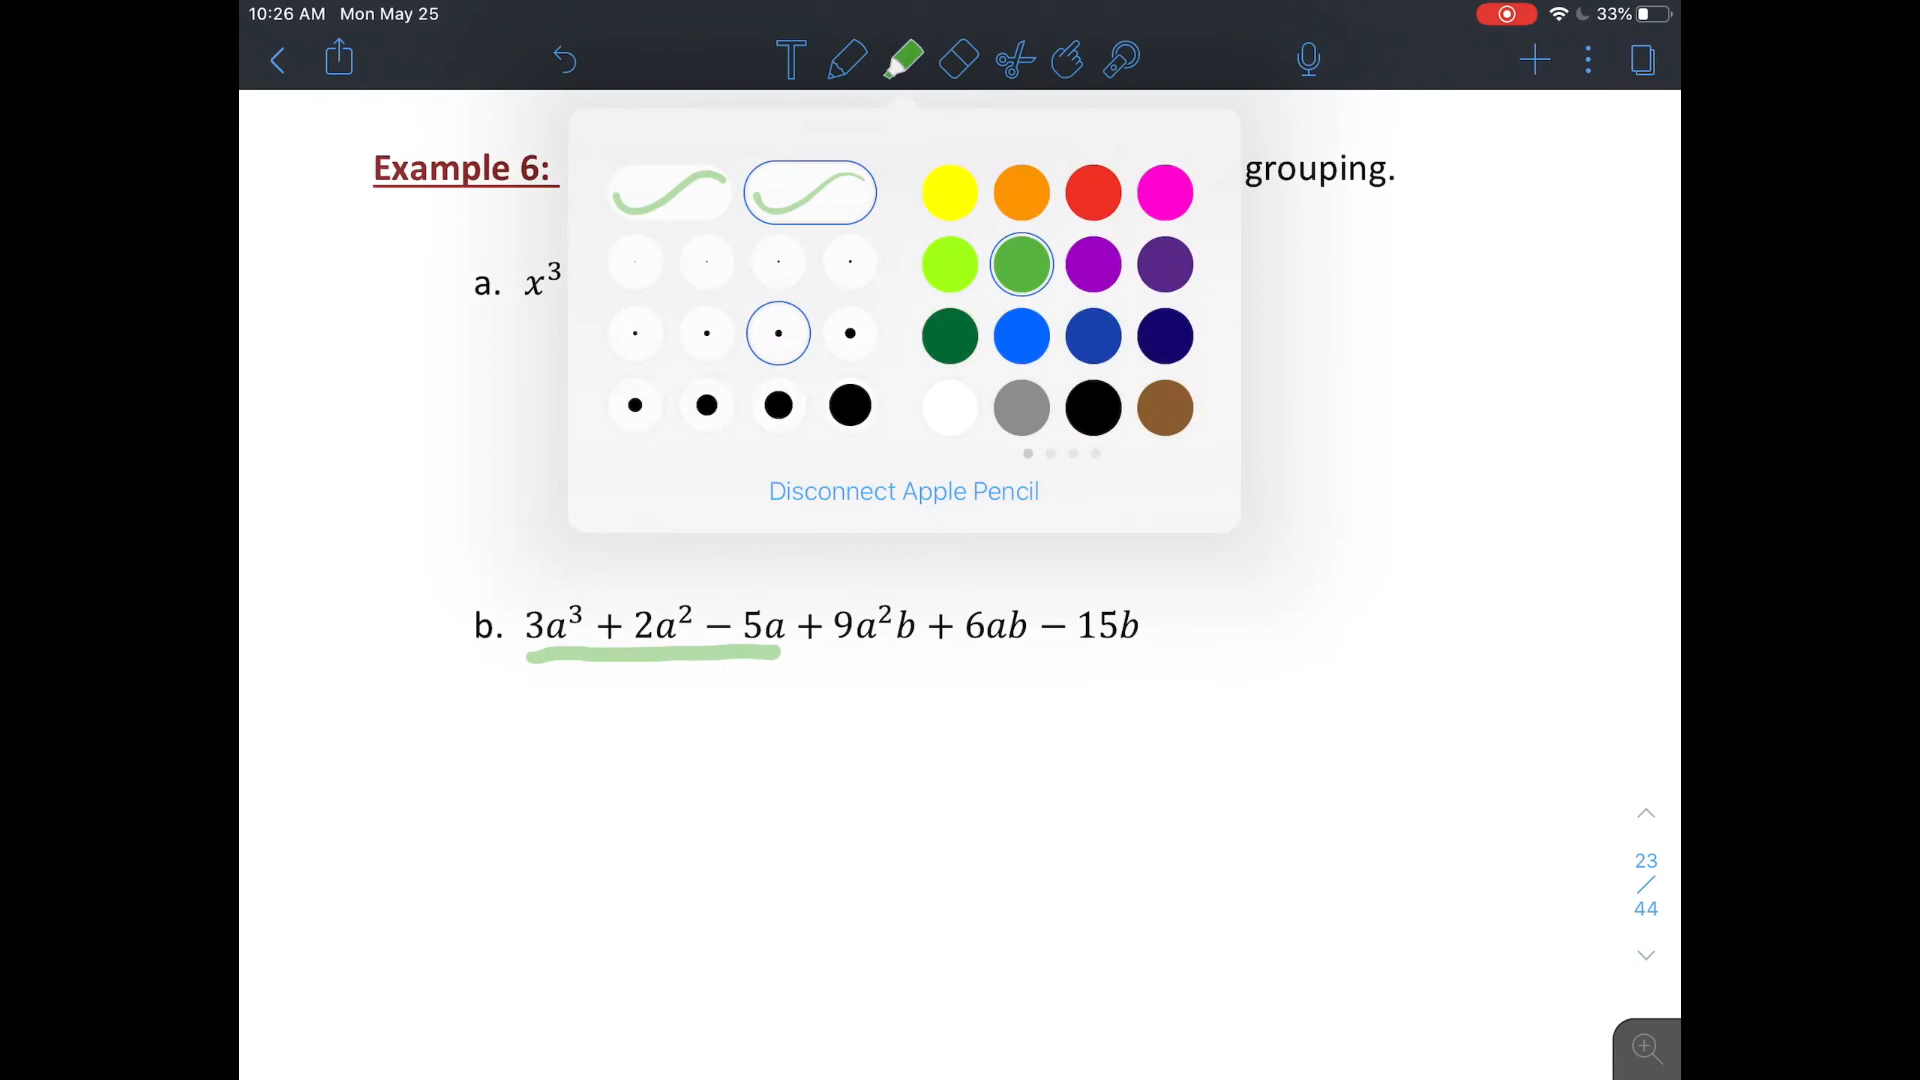 10:26 AM Mon May 25 33%
T
Example 6: grouping.
a. x³
Disconnect Apple Pencil
b. 3a³ + 2a² − 5a + 9a²b + 6ab − 15b
23
/
44